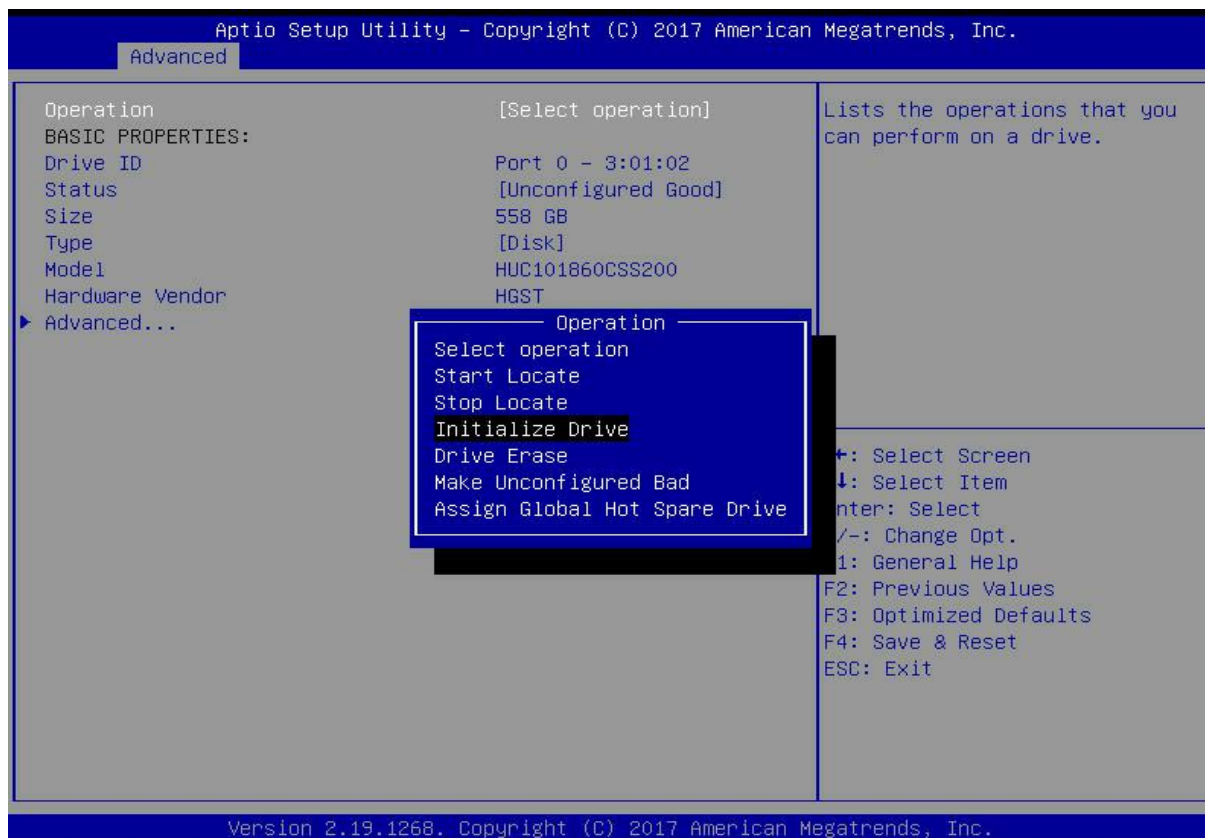 Aptio Setup Utility – Copyright (C) 2017 American Megatrends, Inc.
Advanced
Operation [Select operation]
BASIC PROPERTIES:
Drive ID Port 0 – 3:01:02
Status [Unconfigured Good]
Size 558 GB
Type [Disk]
Model HUC101860CSS200
Hardware Vendor HGST
▶ Advanced...
Operation
Select operation
Start Locate
Stop Locate
Initialize Drive
Drive Erase
Make Unconfigured Bad
Assign Global Hot Spare Drive
Lists the operations that you
can perform on a drive.
←: Select Screen
↓: Select Item
nter: Select
/-: Change Opt.
1: General Help
F2: Previous Values
F3: Optimized Defaults
F4: Save & Reset
ESC: Exit
Version 2.19.1268. Copyright (C) 2017 American Megatrends, Inc.